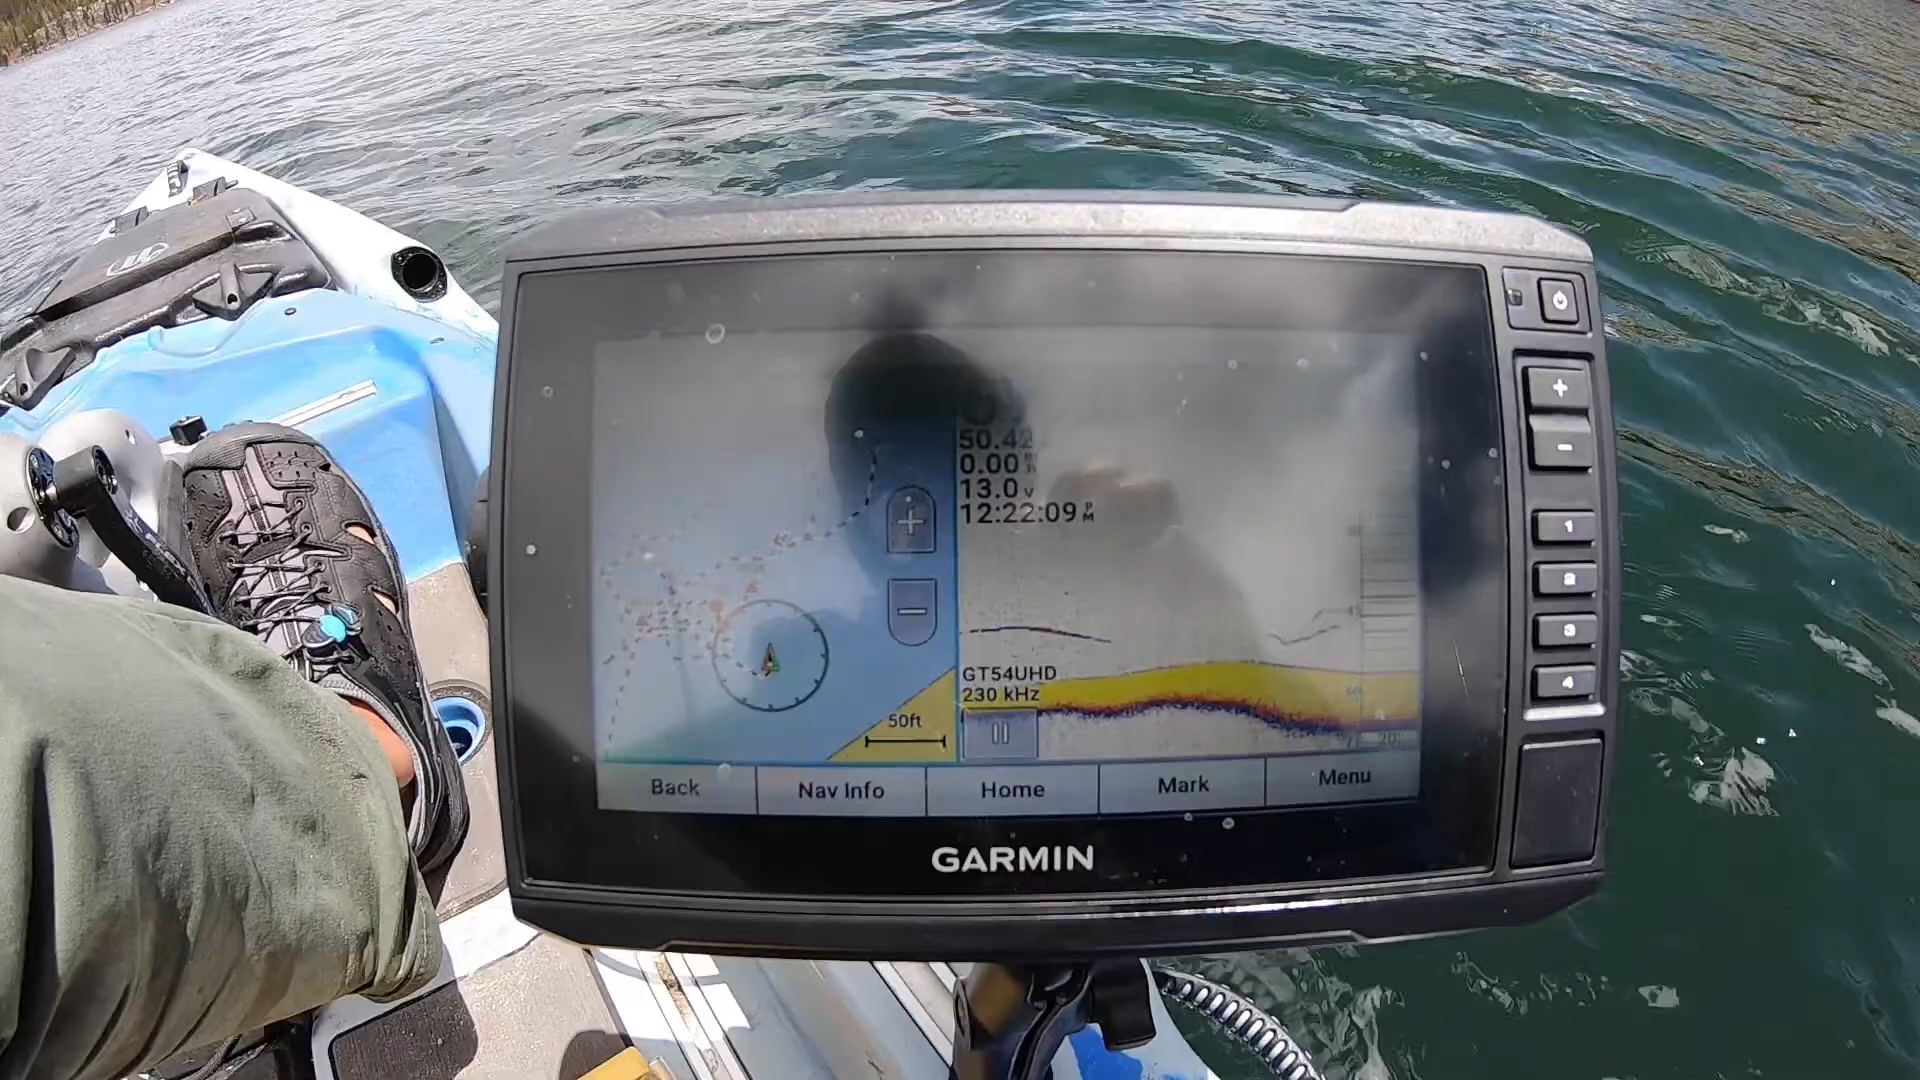 50.42
0.00
13.0 V
12:22:09 PM
GT54UHD
230 kHz
50ft
Back
Nav Info
Home
Mark
Menu
GARMIN
1
2
3
4